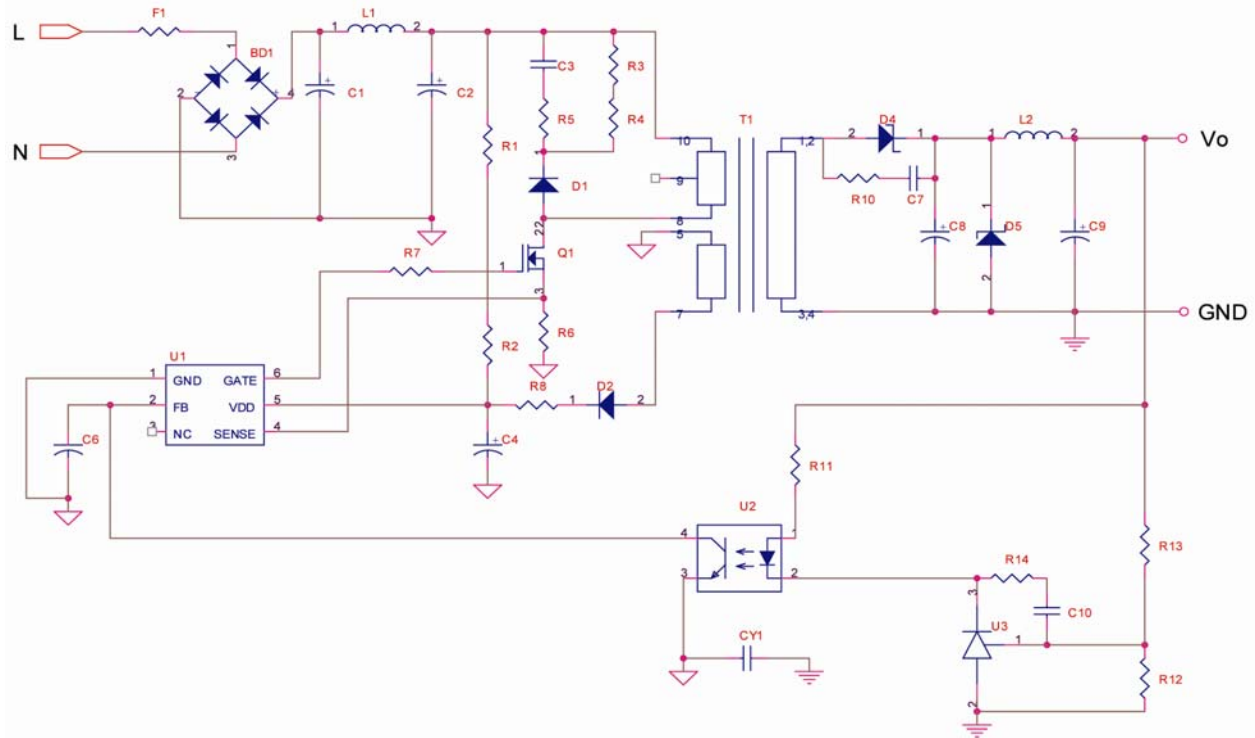 L
F1
1
BD1
2
4
3
N
1
L1
2
C1
C2
C3
R3
R5
R4
R1
1
D1
22
Q1
R7
1
3
R6
R2
T1
10
9
8
5
7
1,2
3,4
2
D4
1
R10
C7
1
L2
2
Vo
C8
1
D5
2
C9
GND
U1
1
GND
GATE
6
2
FB
VDD
5
3
NC
SENSE
4
C6
R8
1
D2
2
C4
R11
U2
4
1
3
2
R13
R14
3
C10
U3
1
2
R12
CY1